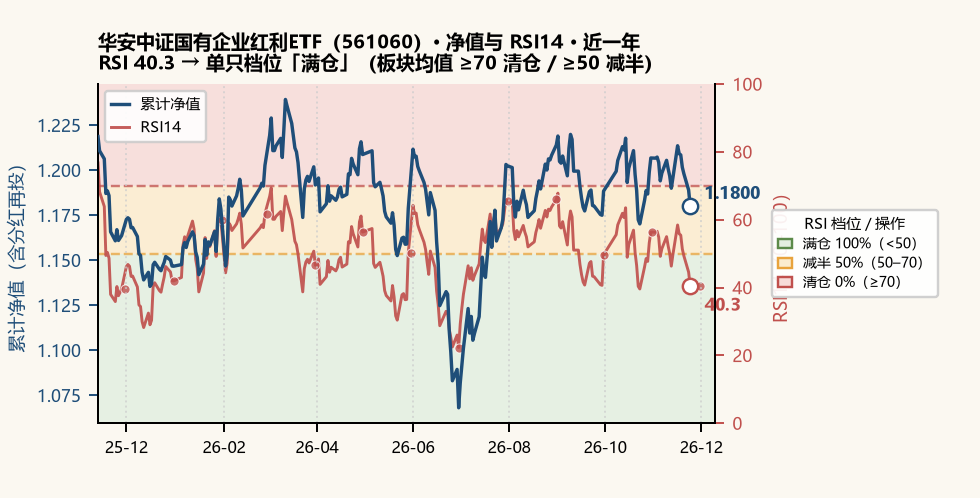 华安中证国有企业红利ETF（561060）· 净值与 RSI14 · 近一年
RSI 40.3 → 单只档位「满仓」（板块均值 ≥70 清仓 / ≥50 减半）
累计净值
RSI14
累计净值（含分红再投）
1.225
1.200
1.175
1.150
1.125
1.100
1.075
100
80
60
40
20
0
1.1800
40.3
RSI
RSI 档位 / 操作
满仓 100%（<50）
减半 50%（50–70）
清仓 0%（≥70）
25-12
26-02
26-04
26-06
26-08
26-10
26-12